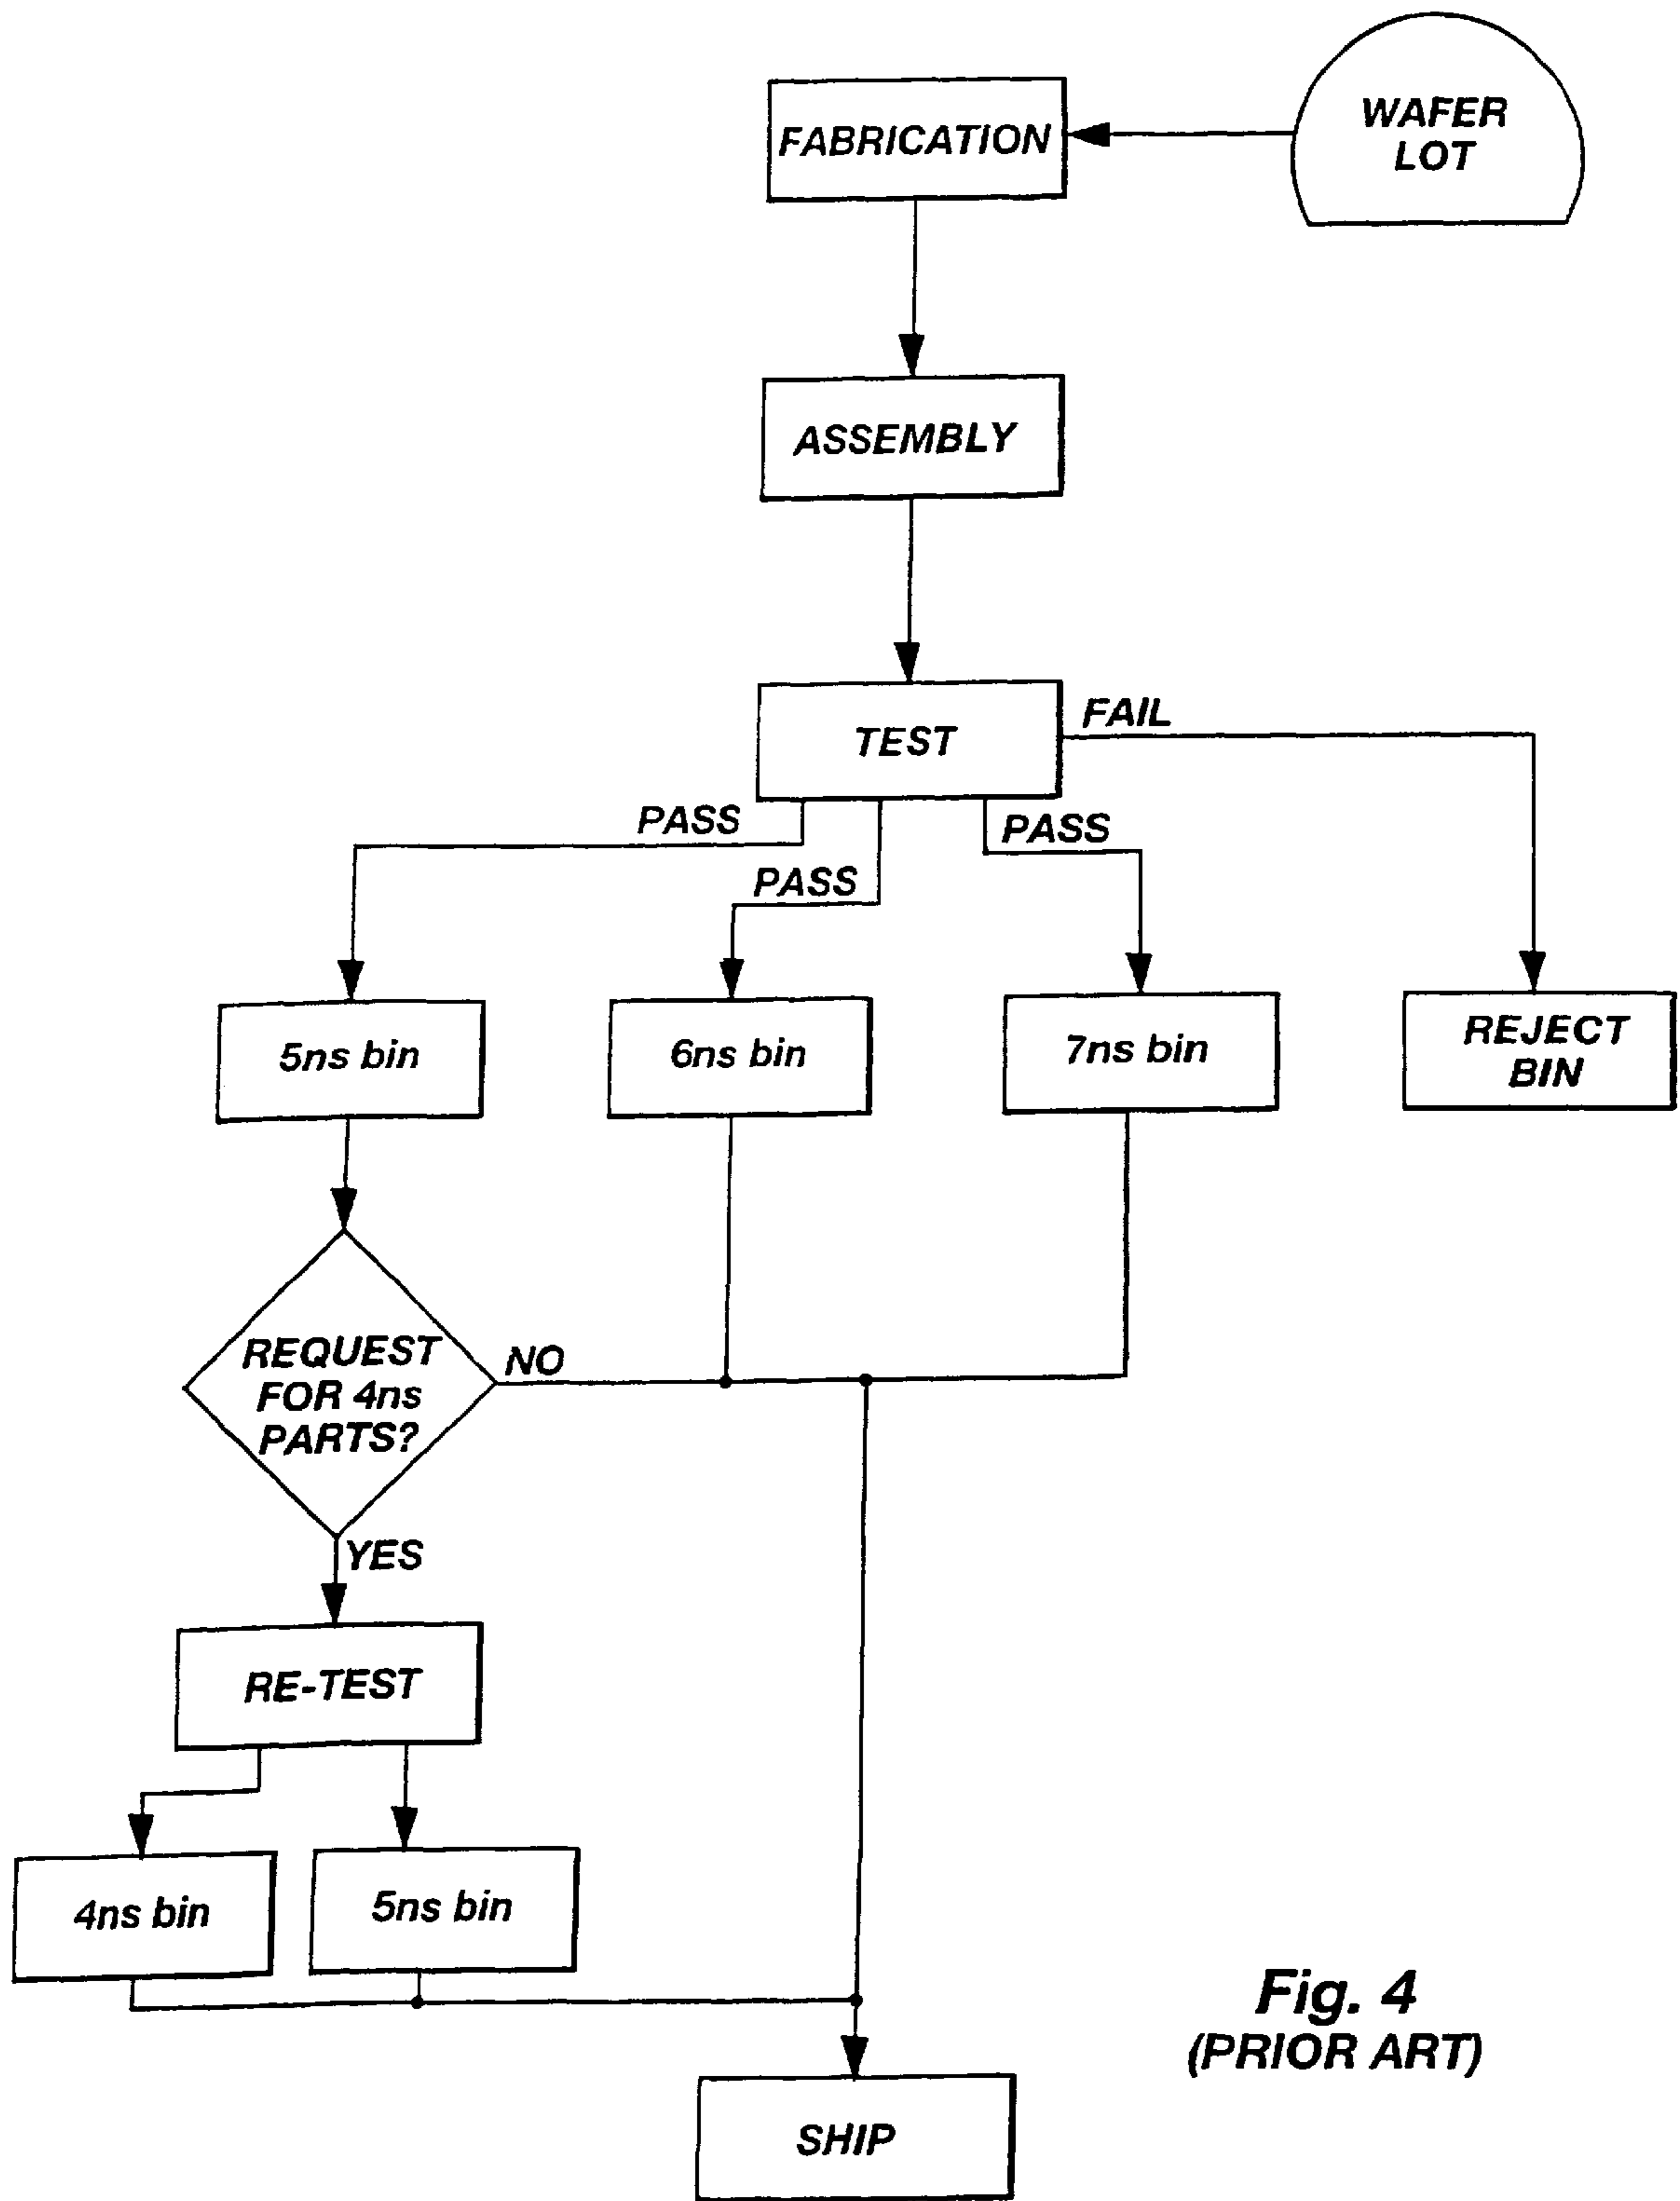 WAFER
LOT
FABRICATION
ASSEMBLY
TEST
FAIL
PASS
PASS
PASS
5ns bin
6ns bin
7ns bin
REJECT
BIN
REQUEST
FOR 4ns
PARTS?
NO
YES
RE-TEST
4ns bin
5ns bin
SHIP
Fig. 4
(PRIOR ART)